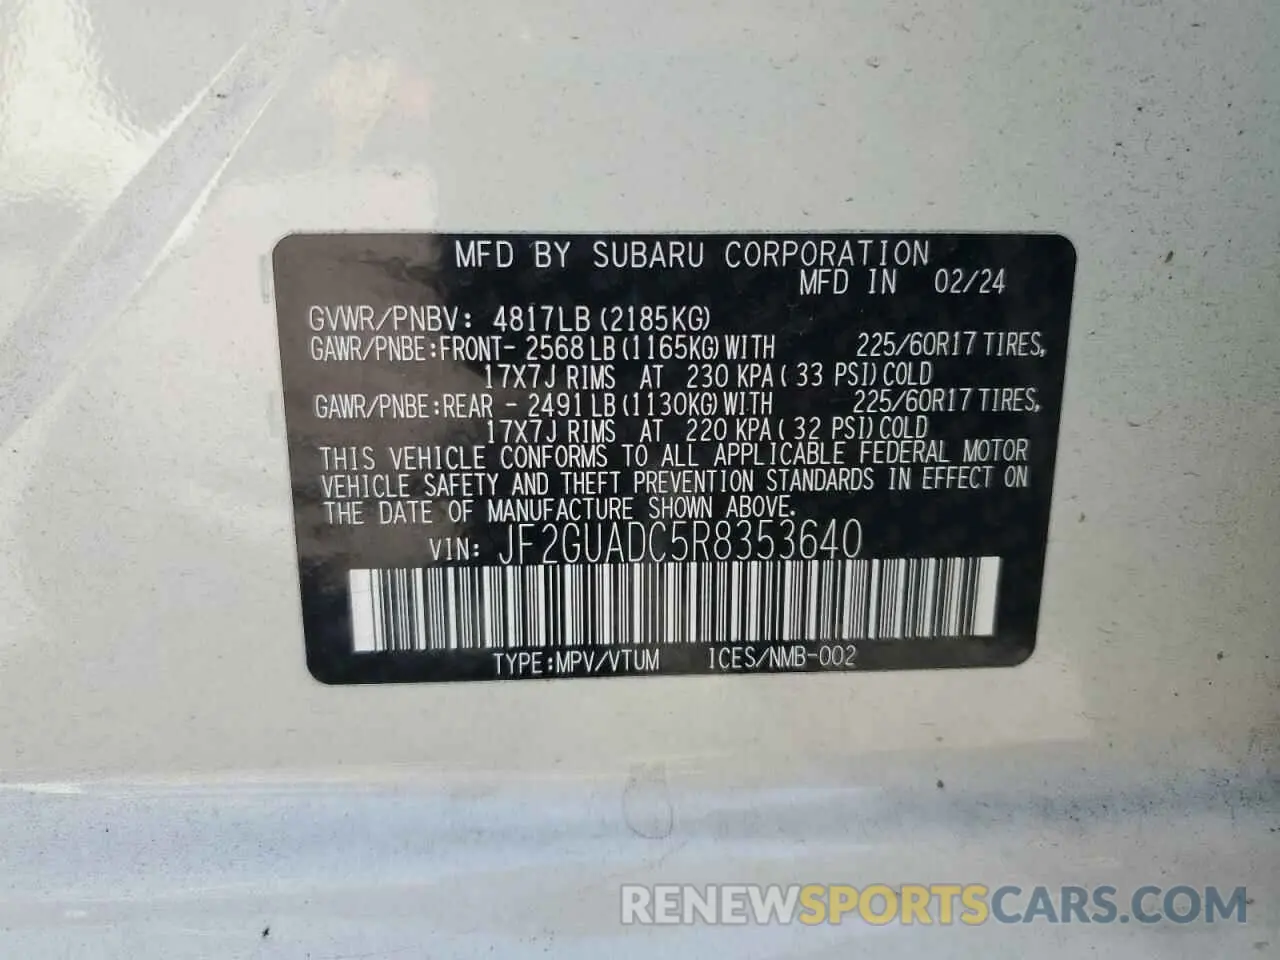 MFD BY SUBARU CORPORATION
MFD IN 02/24
GVWR/PNBV: 4817LB(2185KG)
GAWR/PNBE:FRONT- 2568LB(1165KG)WITH 225/60R17 TIRES,
17X7J RIMS AT 230 KPA( 33 PSI)COLD
GAWR/PNBE:REAR - 2491LB(1130KG)WITH 225/60R17 TIRES,
17X7J RIMS AT 220 KPA( 32 PSI)COLD
THIS VEHICLE CONFORMS TO ALL APPLICABLE FEDERAL MOTOR
VEHICLE SAFETY AND THEFT PREVENTION STANDARDS IN EFFECT ON
THE DATE OF MANUFACTURE SHOWN ABOVE.
VIN: JF2GUADC5R8353640
TYPE:MPV/VTUM ICES/NMB-002
RENEWSPORTSCARS.COM